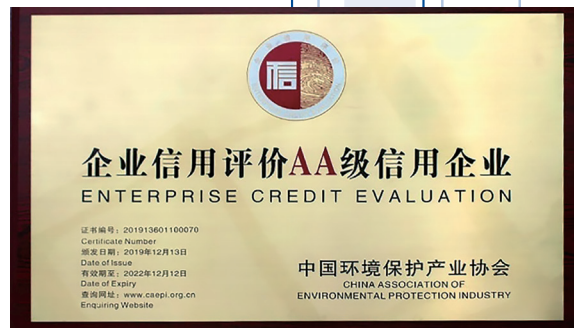 信
企业信用评价AA级信用企业
ENTERPRISE CREDIT EVALUATION
证书编号：201913601100070
Certificate Number
颁发日期：2019年12月13日
Date of Issue
有效期至：2022年12月12日
Date of Expiry
查询网址：www.caepi.org.cn
Enquiring Website
中国环境保护产业协会
CHINA ASSOCIATION OF
ENVIRONMENTAL PROTECTION INDUSTRY